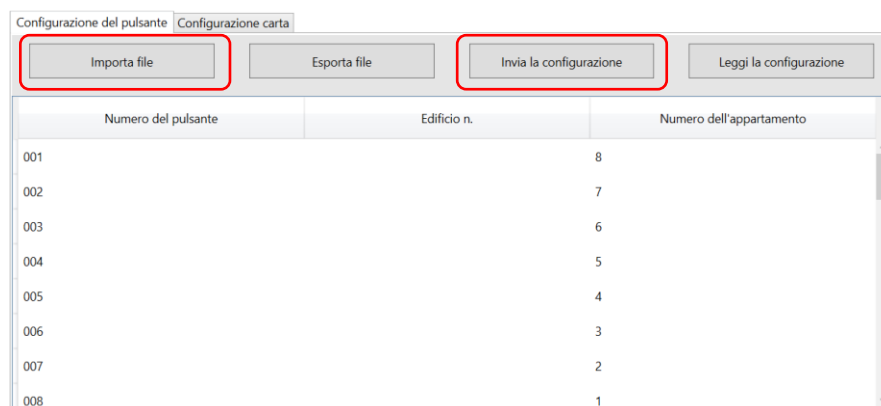 Configurazione del pulsante Configurazione carta
Importa file Esporta file Invia la configurazione Leggi la configurazione
Numero del pulsante Edificio n. Numero dell'appartamento
001 8
002 7
003 6
004 5
005 4
006 3
007 2
008 1